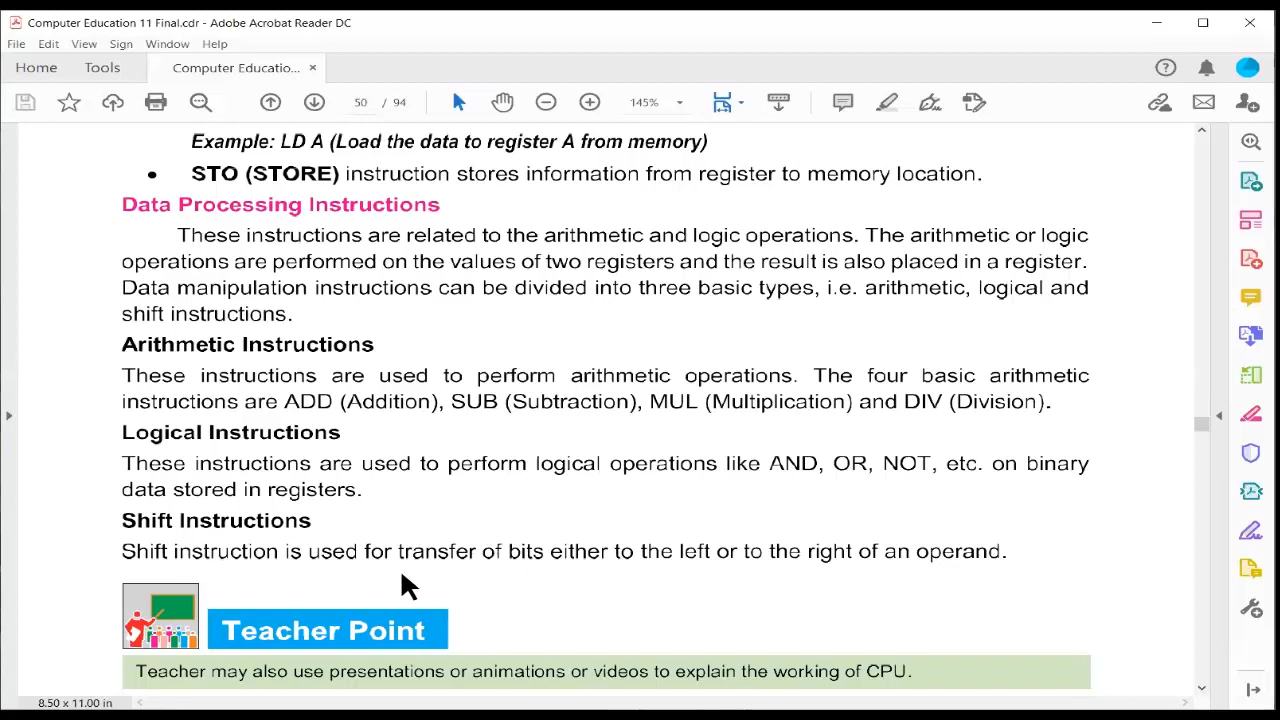 Computer Education 11 Final.cdr - Adobe Acrobat Reader DC
File Edit View Sign Window Help
Home Tools Computer Educatio... ×
50 / 94 145%
Example: LD A (Load the data to register A from memory)
• STO (STORE) instruction stores information from register to memory location.
Data Processing Instructions
These instructions are related to the arithmetic and logic operations. The arithmetic or logic
operations are performed on the values of two registers and the result is also placed in a register.
Data manipulation instructions can be divided into three basic types, i.e. arithmetic, logical and
shift instructions.
Arithmetic Instructions
These instructions are used to perform arithmetic operations. The four basic arithmetic
instructions are ADD (Addition), SUB (Subtraction), MUL (Multiplication) and DIV (Division).
Logical Instructions
These instructions are used to perform logical operations like AND, OR, NOT, etc. on binary
data stored in registers.
Shift Instructions
Shift instruction is used for transfer of bits either to the left or to the right of an operand.
Teacher Point
Teacher may also use presentations or animations or videos to explain the working of CPU.
8.50 x 11.00 in